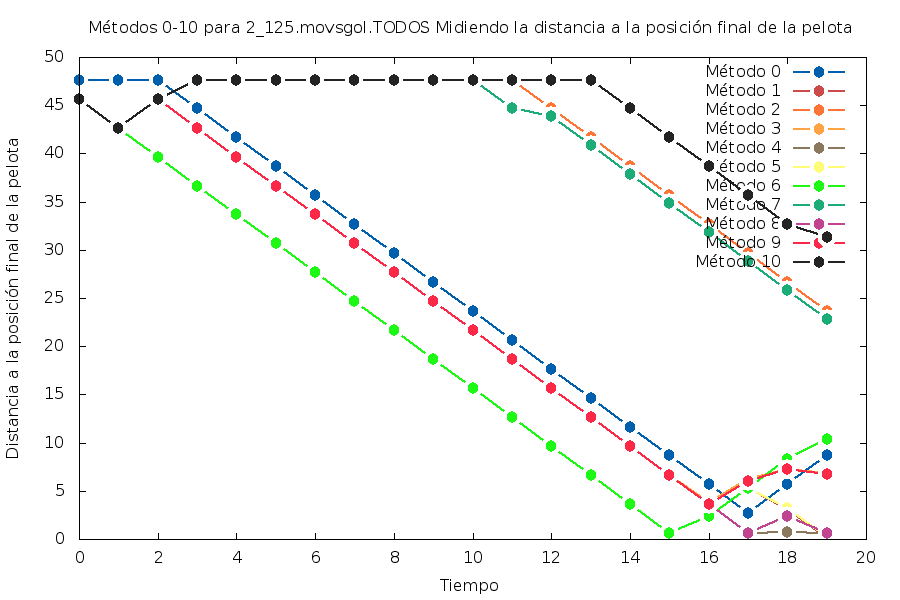 Métodos 0-10 para 2_125.movsgol.TODOS Midiendo la distancia a la posición final de la pelota
Distancia a la posición final de la pelota
50
45
40
35
30
25
20
15
10
5
0
0 2 4 6 8 10 12 14 16 18 20
Tiempo
Método 0
Método 1
Método 2
Método 3
Método 4
Método 5
Método 6
Método 7
Método 8
Método 9
Método 10